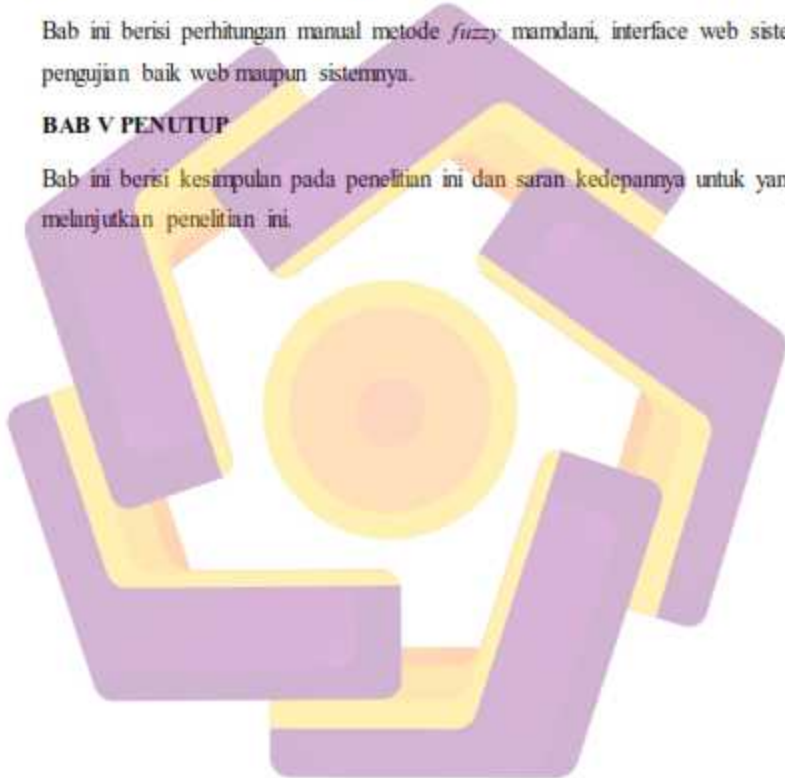 Bab ini berisi perhitungan manual metode fuzzy mamdani, interface web siste
pengujian baik web maupun sistemnya.
BAB V PENUTUP
Bab ini berisi kesimpulan pada penelitian ini dan saran kedepannya untuk yan
melanjutkan penelitian ini.